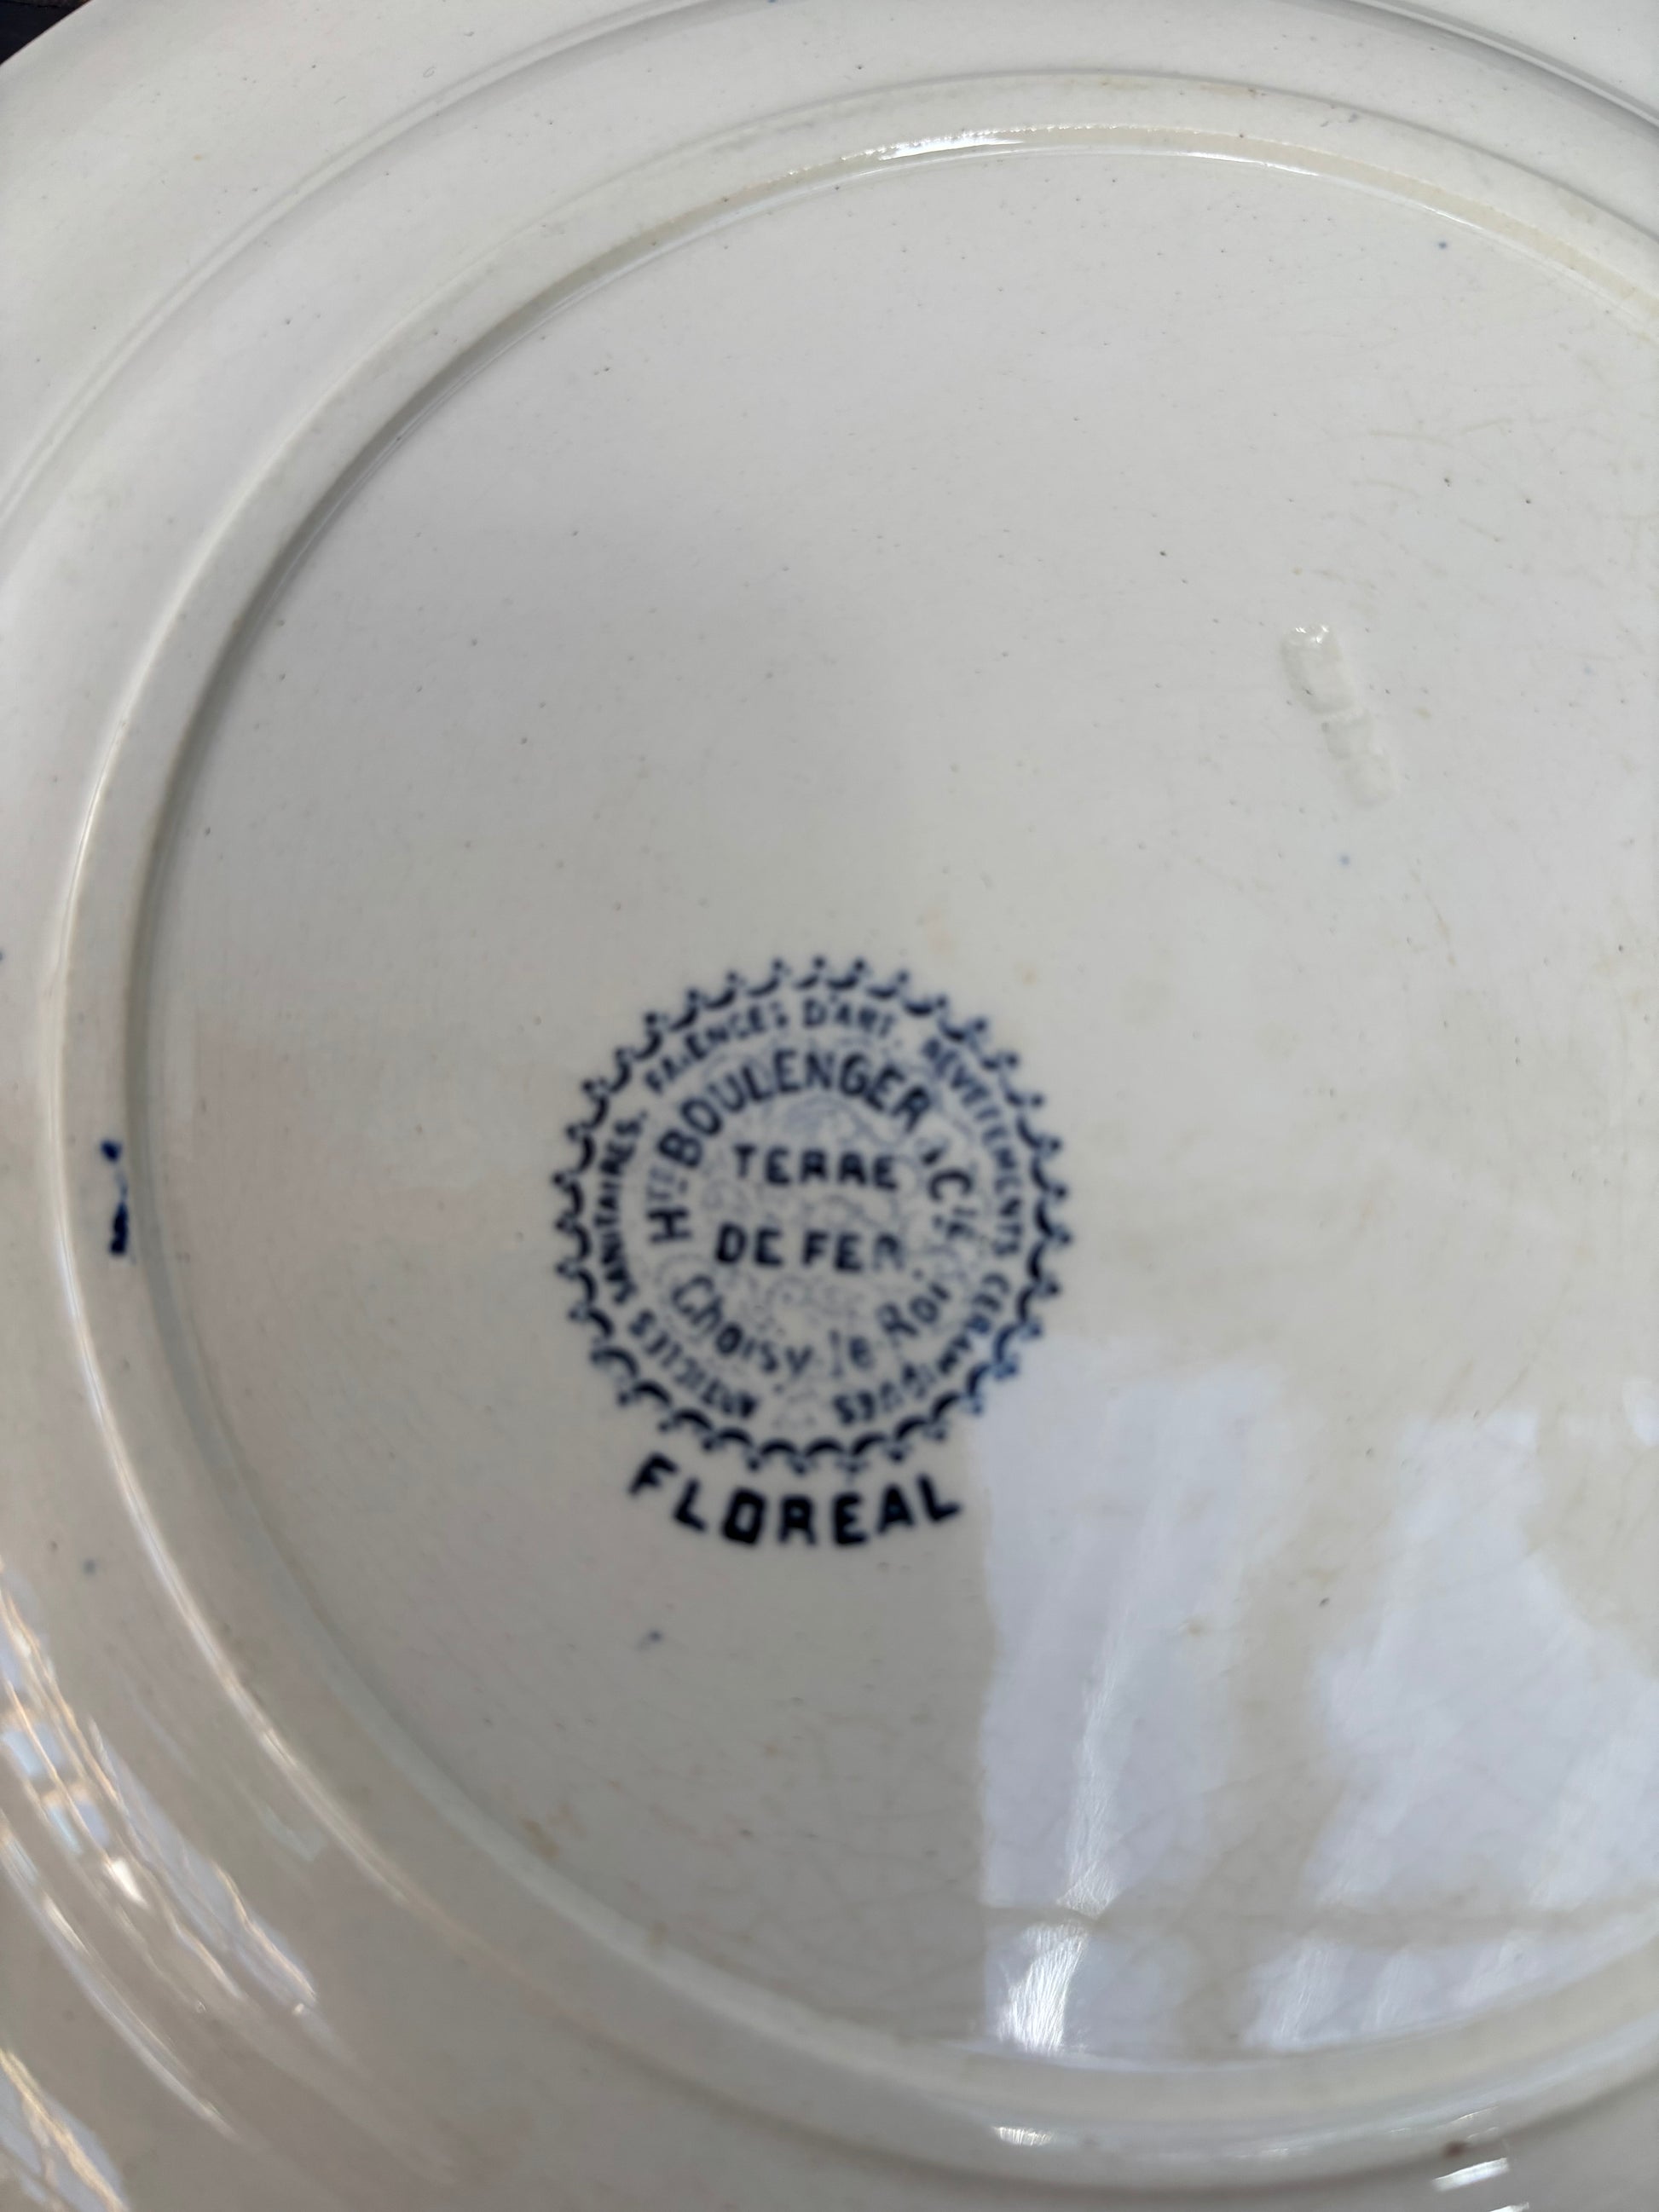 FAIENCES D'ART. REVETEMENTS CERAMIQUES
ARTICLES SANITAIRES.
Hte BOULENGER & Cie
TERRE
DE FER.
Choisy le Roi
FLOREAL